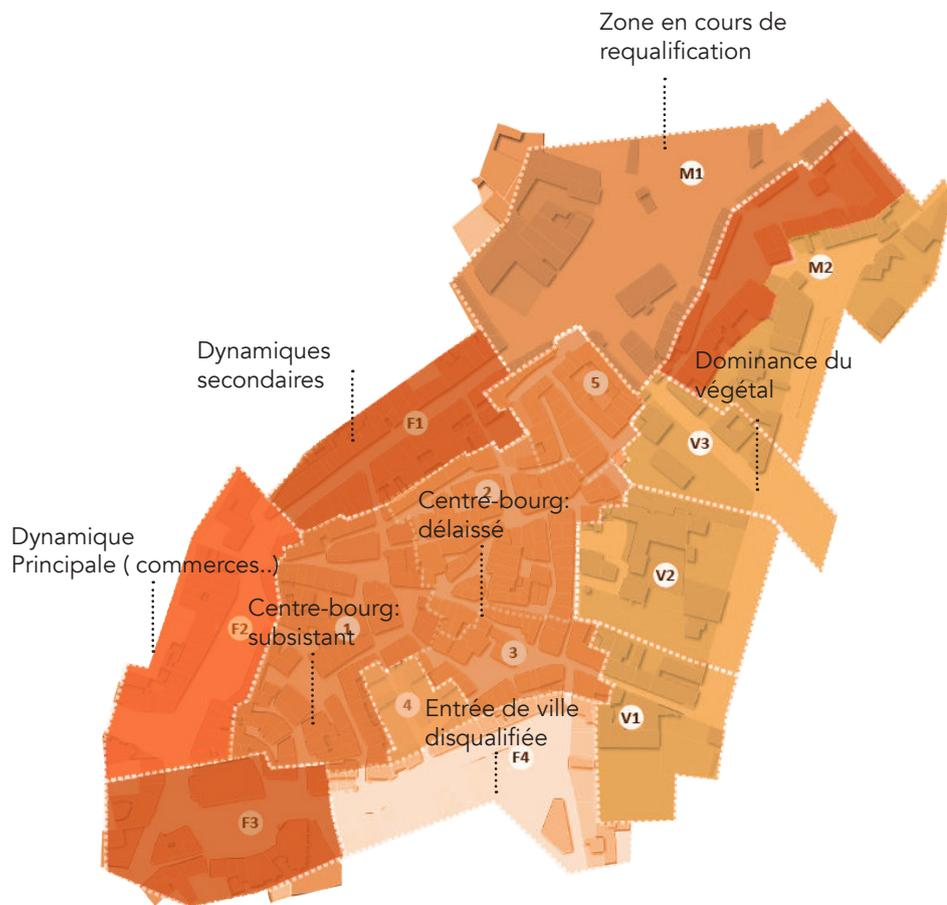 Zone en cours de
requalification
M1
M2
Dynamiques
secondaires
Dominance du
végétal
5
F1
V3
2
Centre-bourg:
délaissé
Dynamique
Principale ( commerces..)
V2
Centre-bourg:
subsistant
F2
1
3
4
Entrée de ville
disqualifiée
V1
F4
F3